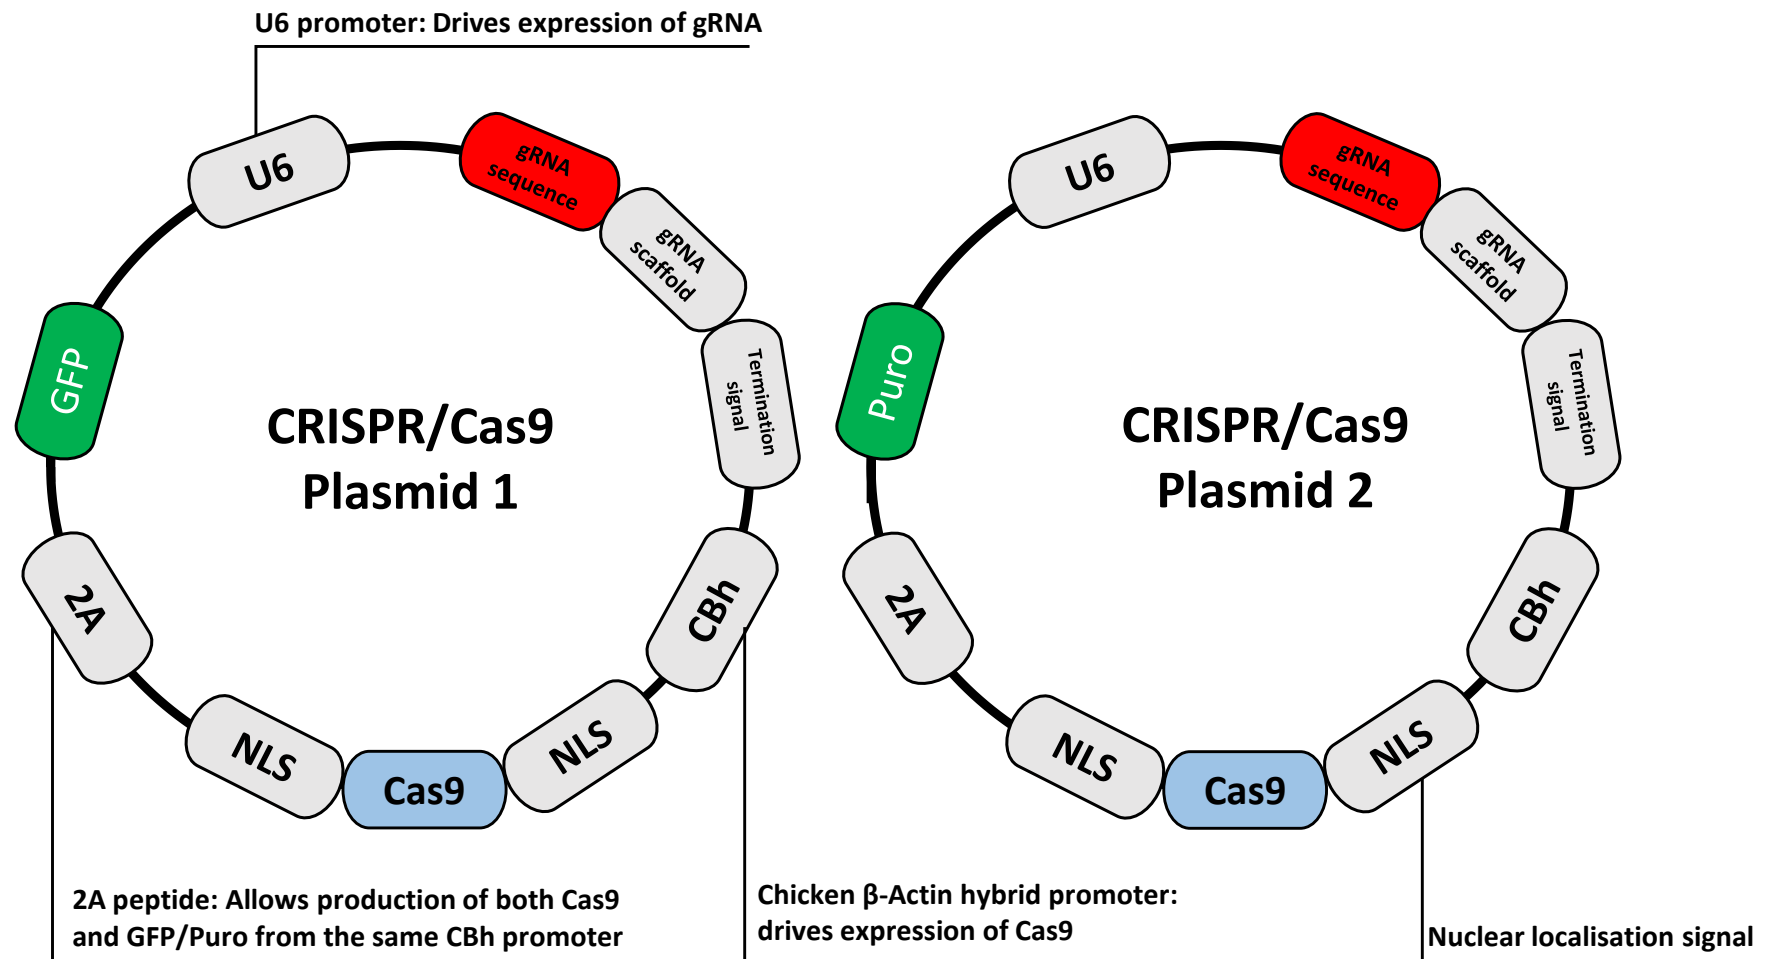 U6 promoter: Drives expression of gRNA
U6
gRNA
sequence
gRNA
scaffold
Termination
signal
GFP
CRISPR/Cas9
Plasmid 1
2A
CBh
NLS
Cas9
NLS
U6
gRNA
sequence
gRNA
scaffold
Termination
signal
Puro
CRISPR/Cas9
Plasmid 2
2A
CBh
NLS
Cas9
NLS
2A peptide: Allows production of both Cas9
and GFP/Puro from the same CBh promoter
Chicken β-Actin hybrid promoter:
drives expression of Cas9
Nuclear localisation signal